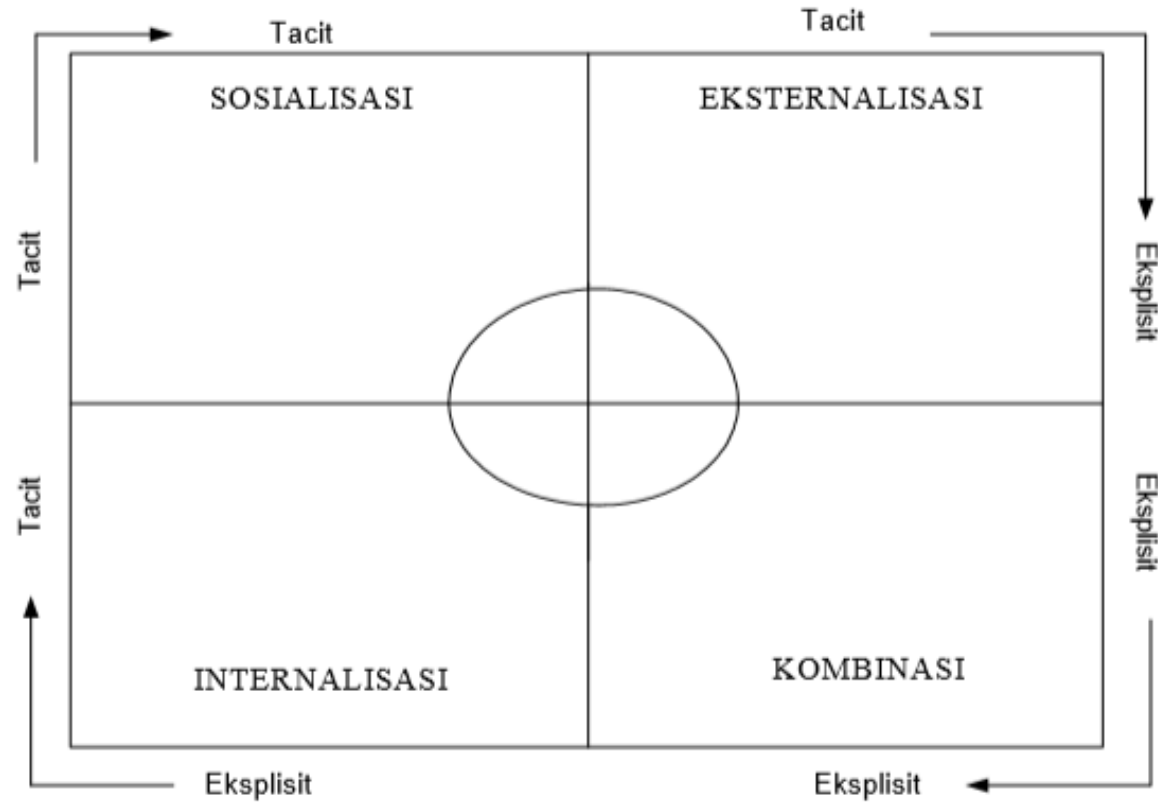 Tacit
Tacit
SOSIALISASI
EKSTERNALISASI
Tacit
Eksplisit
Tacit
Eksplisit
INTERNALISASI
KOMBINASI
Eksplisit
Eksplisit